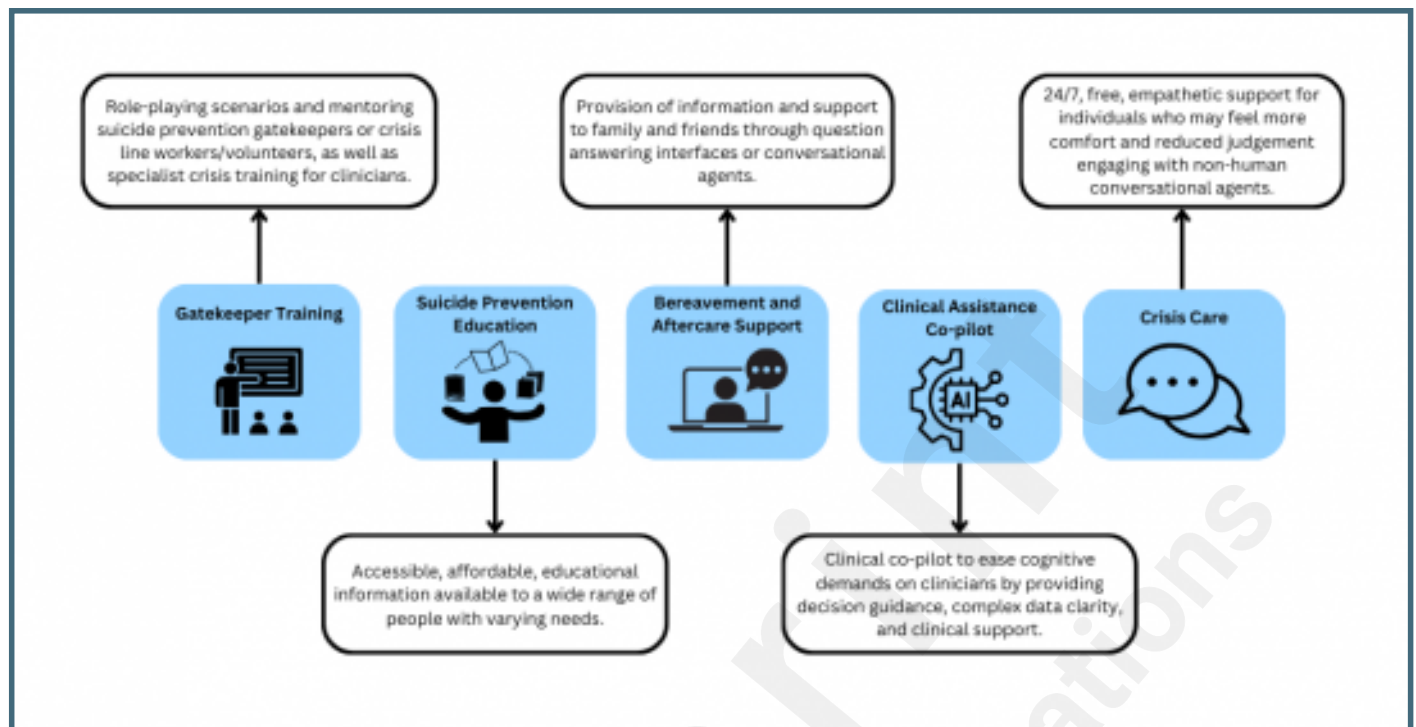 Role-playing scenarios and mentoring
suicide prevention gatekeepers or crisis
line workers/volunteers, as well as
specialist crisis training for clinicians.
Provision of information and support
to family and friends through question
answering interfaces or conversational
agents.
24/7, free, empathetic support for
individuals who may feel more
comfort and reduced judgement
engaging with non-human
conversational agents.
Gatekeeper Training
Suicide Prevention
Education
Bereavement and
Aftercare Support
Clinical Assistance
Co-pilot
AI
Crisis Care
Accessible, affordable, educational
information available to a wide range of
people with varying needs.
Clinical co-pilot to ease cognitive
demands on clinicians by providing
decision guidance, complex data clarity,
and clinical support.